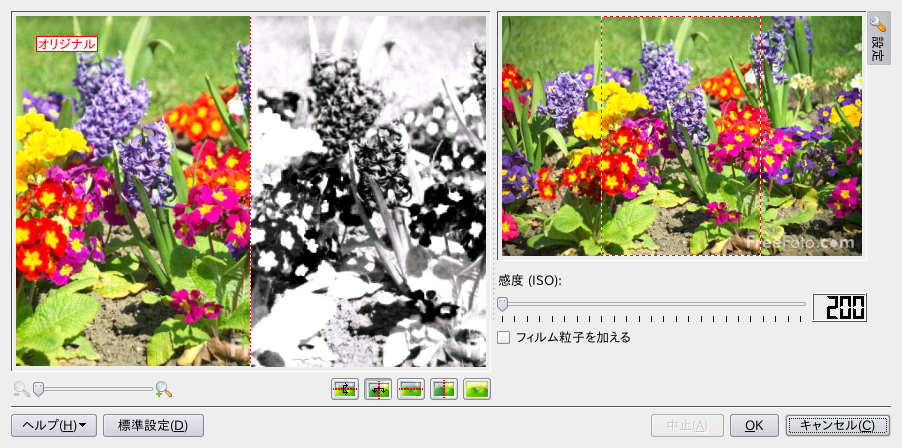 オリジナル
設定
FreeFoto.com
感度 (ISO):
200
フィルム粒子を加える
ヘルプ(H)
標準設定(D)
中止(A)
OK
キャンセル(C)